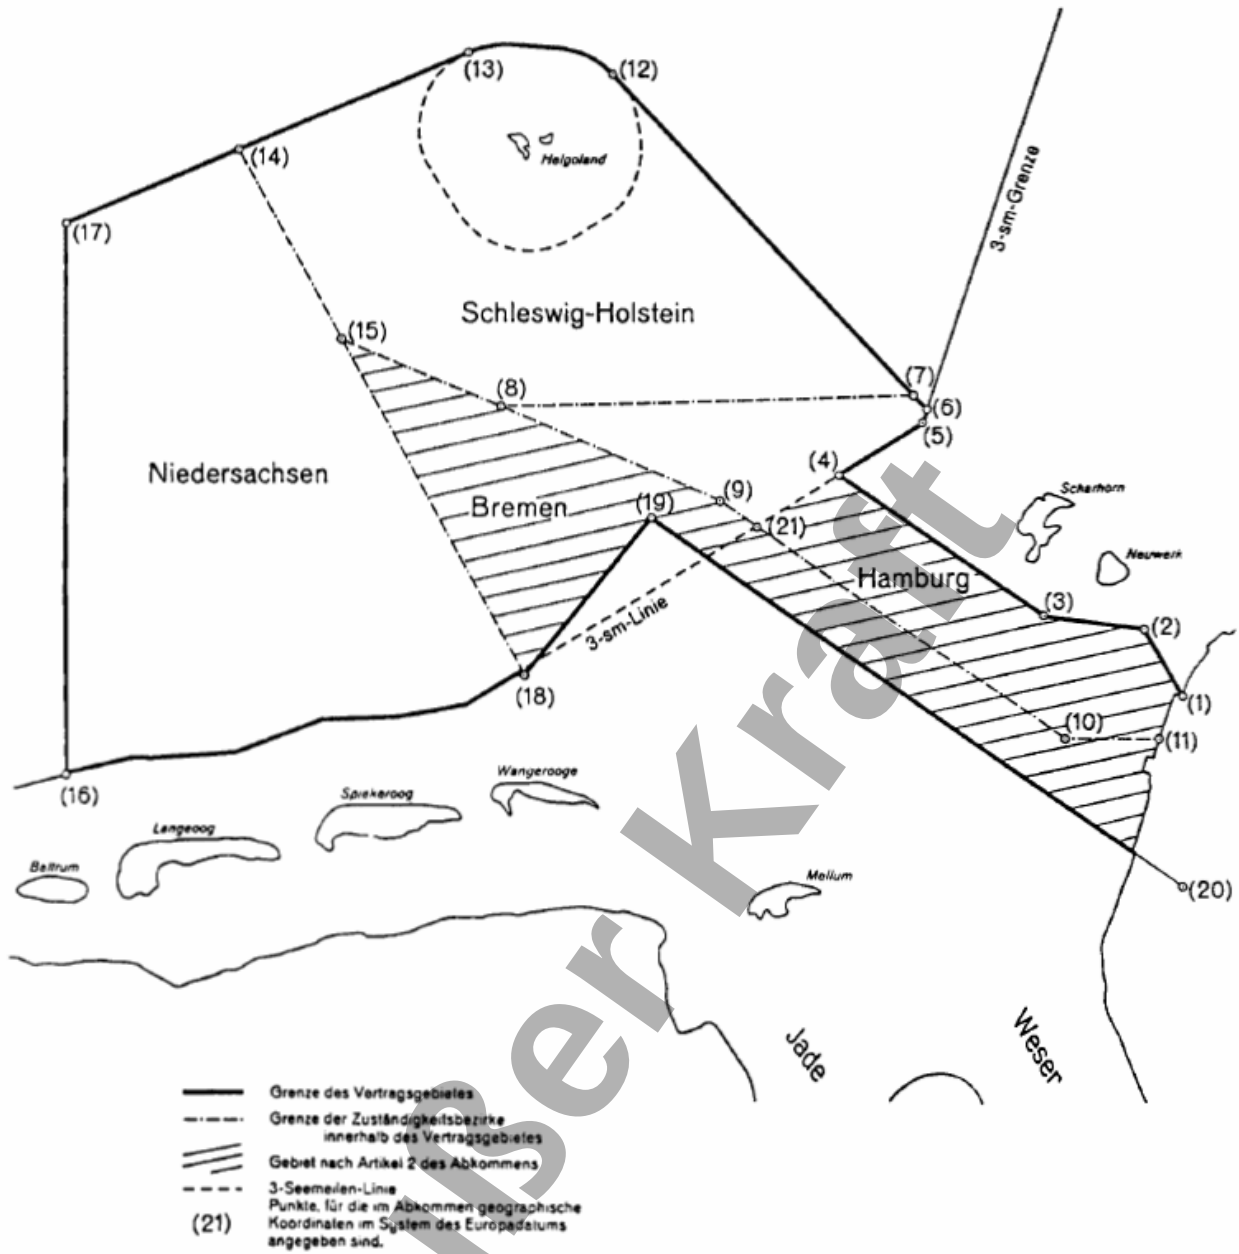 (13)
(12)
(14)
Helgoland
(17)
3-sm-Grenze
Schleswig-Holstein
(15)
(7)
(8)
(6)
(5)
(4)
Niedersachsen
Bremen
(19)
(9)
(21)
Scharhörn
Neuwerk
Hamburg
(3)
(2)
3-sm-Linie
(18)
(1)
(10)
(11)
(16)
Wangerooge
Spiekeroog
Langeoog
Baltrum
Mellum
(20)
Jade
Weser
ußer Kraft
Grenze des Vertragsgebietes
Grenze der Zuständigkeitsbezirke
innerhalb des Vertragsgebietes
Gebiet nach Artikel 2 des Abkommens
3-Seemeilen-Linie
(21)
Punkte, für die im Abkommen geographische
Koordinaten im System des Europadatums
angegeben sind.